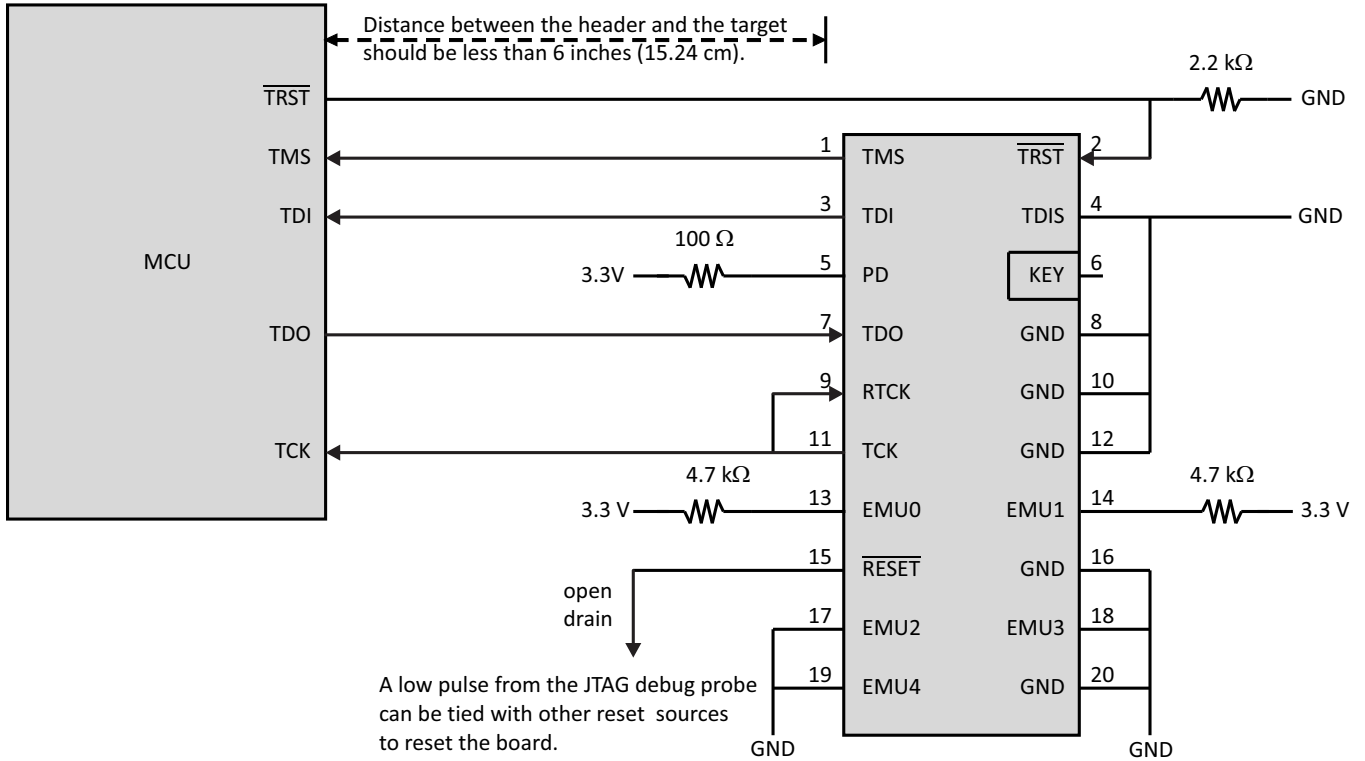 Distance between the header and the target
should be less than 6 inches (15.24 cm).
2.2 kΩ
TRST
GND
TMS
1
TMS
TRST
2
TDI
3
TDI
TDIS
4
GND
MCU
100 Ω
3.3V
5
PD
KEY
6
TDO
7
TDO
GND
8
9
RTCK
GND
10
TCK
11
TCK
GND
12
4.7 kΩ
4.7 kΩ
3.3 V
13
EMU0
EMU1
14
3.3 V
15
RESET
GND
16
open
drain
17
EMU2
EMU3
18
A low pulse from the JTAG debug probe
can be tied with other reset sources
to reset the board.
19
EMU4
GND
20
GND
GND